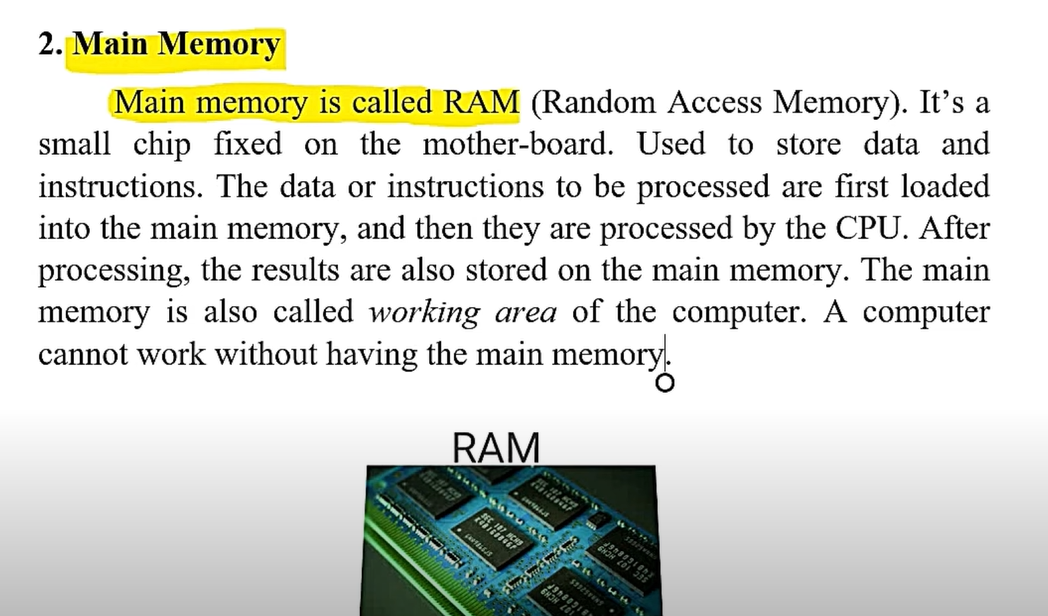 2. Main Memory
Main memory is called RAM (Random Access Memory). It’s a
small chip fixed on the mother-board. Used to store data and
instructions. The data or instructions to be processed are first loaded
into the main memory, and then they are processed by the CPU. After
processing, the results are also stored on the main memory. The main
memory is also called working area of the computer. A computer
cannot work without having the main memory.
RAM